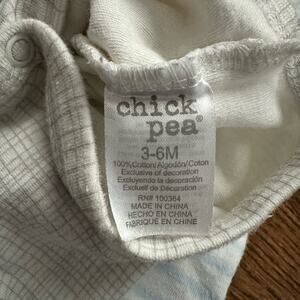 chick
pea®
3-6M
100%Cotton/Algodón/Coton
Exclusive of decoration
Excluyendo la decoración
Exclusif de Décoration
RN# 100364
MADE IN CHINA
HECHO EN CHINA
FABRIQUE EN CHINE